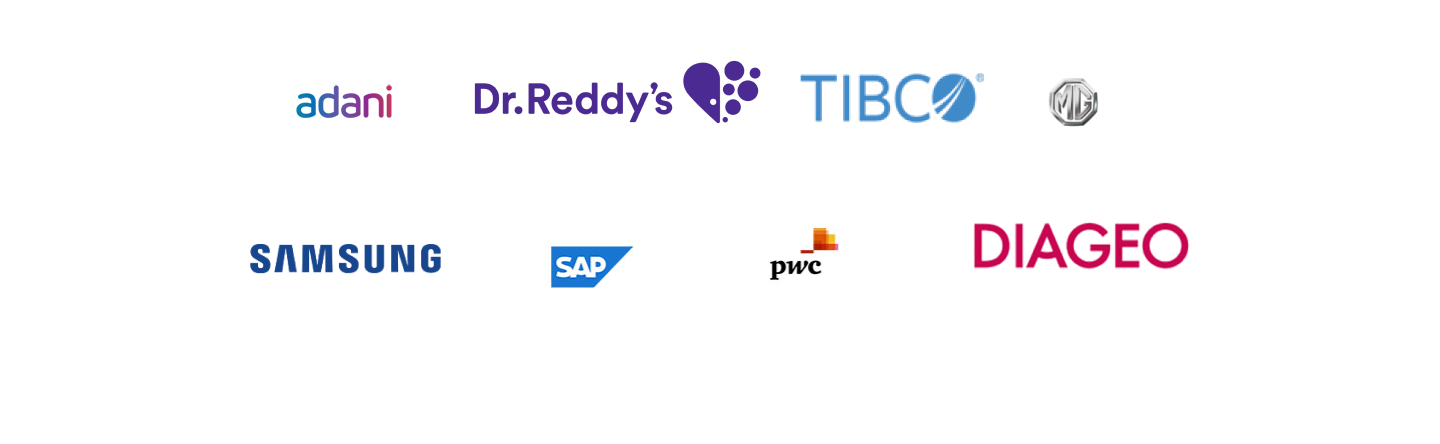 adani
Dr.Reddy's
TIBCO®
MG
SAMSUNG
SAP
pwc
DIAGEO